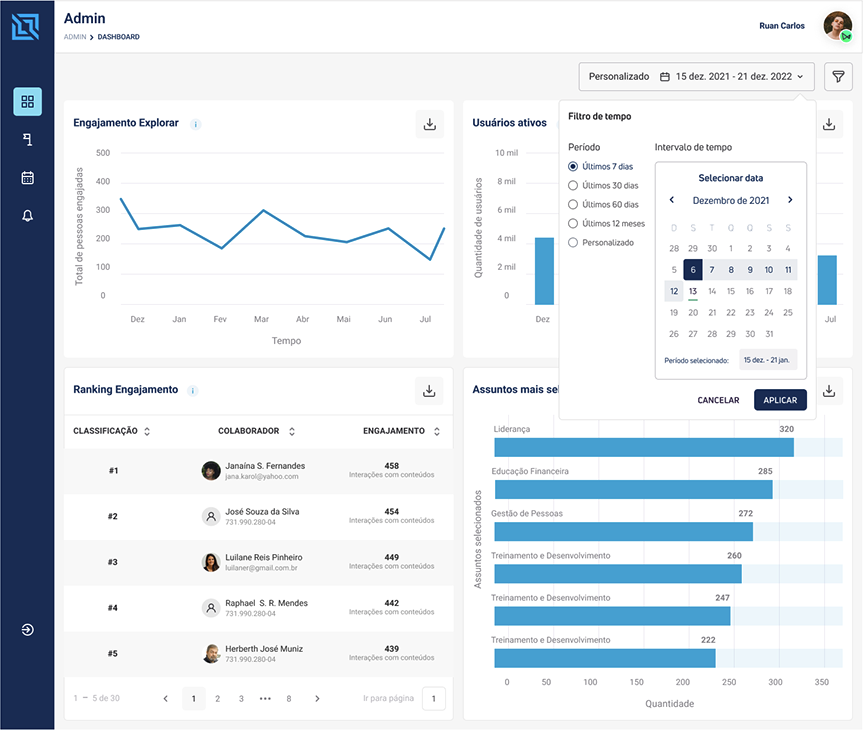 Admin
ADMIN > DASHBOARD
Ruan Carlos
Personalizado 15 dez. 2021 - 21 dez. 2022
Engajamento Explorar i
Total de pessoas engajadas
500
400
300
200
100
0
Dez Jan Fev Mar Abr Mai Jun Jul
Tempo
Usuários ativos
Quantidade de usuários
10 mil
8 mil
6 mil
4 mil
2 mil
0
Dez
Jul
Filtro de tempo
Período
Últimos 7 dias
Últimos 30 dias
Últimos 60 dias
Últimos 12 meses
Personalizado
Intervalo de tempo
Selecionar data
< Dezembro de 2021 >
D S T Q Q S S
28 29 30 1 2 3 4
5 6 7 8 9 10 11
12 13 14 15 16 17 18
19 20 21 22 23 24 25
26 27 28 29 30 31
Período selecionado: 15 dez. - 21 jan.
CANCELAR APLICAR
Ranking Engajamento i
CLASSIFICAÇÃO COLABORADOR ENGAJAMENTO
#1 Janaína S. Fernandes 458
jana.karol@yahoo.com Interações com conteúdos
#2 José Souza da Silva 454
731.990.280-04 Interações com conteúdos
#3 Luilane Reis Pinheiro 449
luilaner@gmail.com.br Interações com conteúdos
#4 Raphael S. R. Mendes 442
731.990.280-04 Interações com conteúdos
#5 Herberth José Muniz 439
731.990.280-04 Interações com conteúdos
1 – 5 de 30 < 1 2 3 ••• 8 > Ir para página 1
Assuntos mais se
Assuntos selecionados
Liderança 320
Educação Financeira 285
Gestão de Pessoas 272
Treinamento e Desenvolvimento 260
Treinamento e Desenvolvimento 247
Treinamento e Desenvolvimento 222
0 50 100 150 200 250 300 350
Quantidade